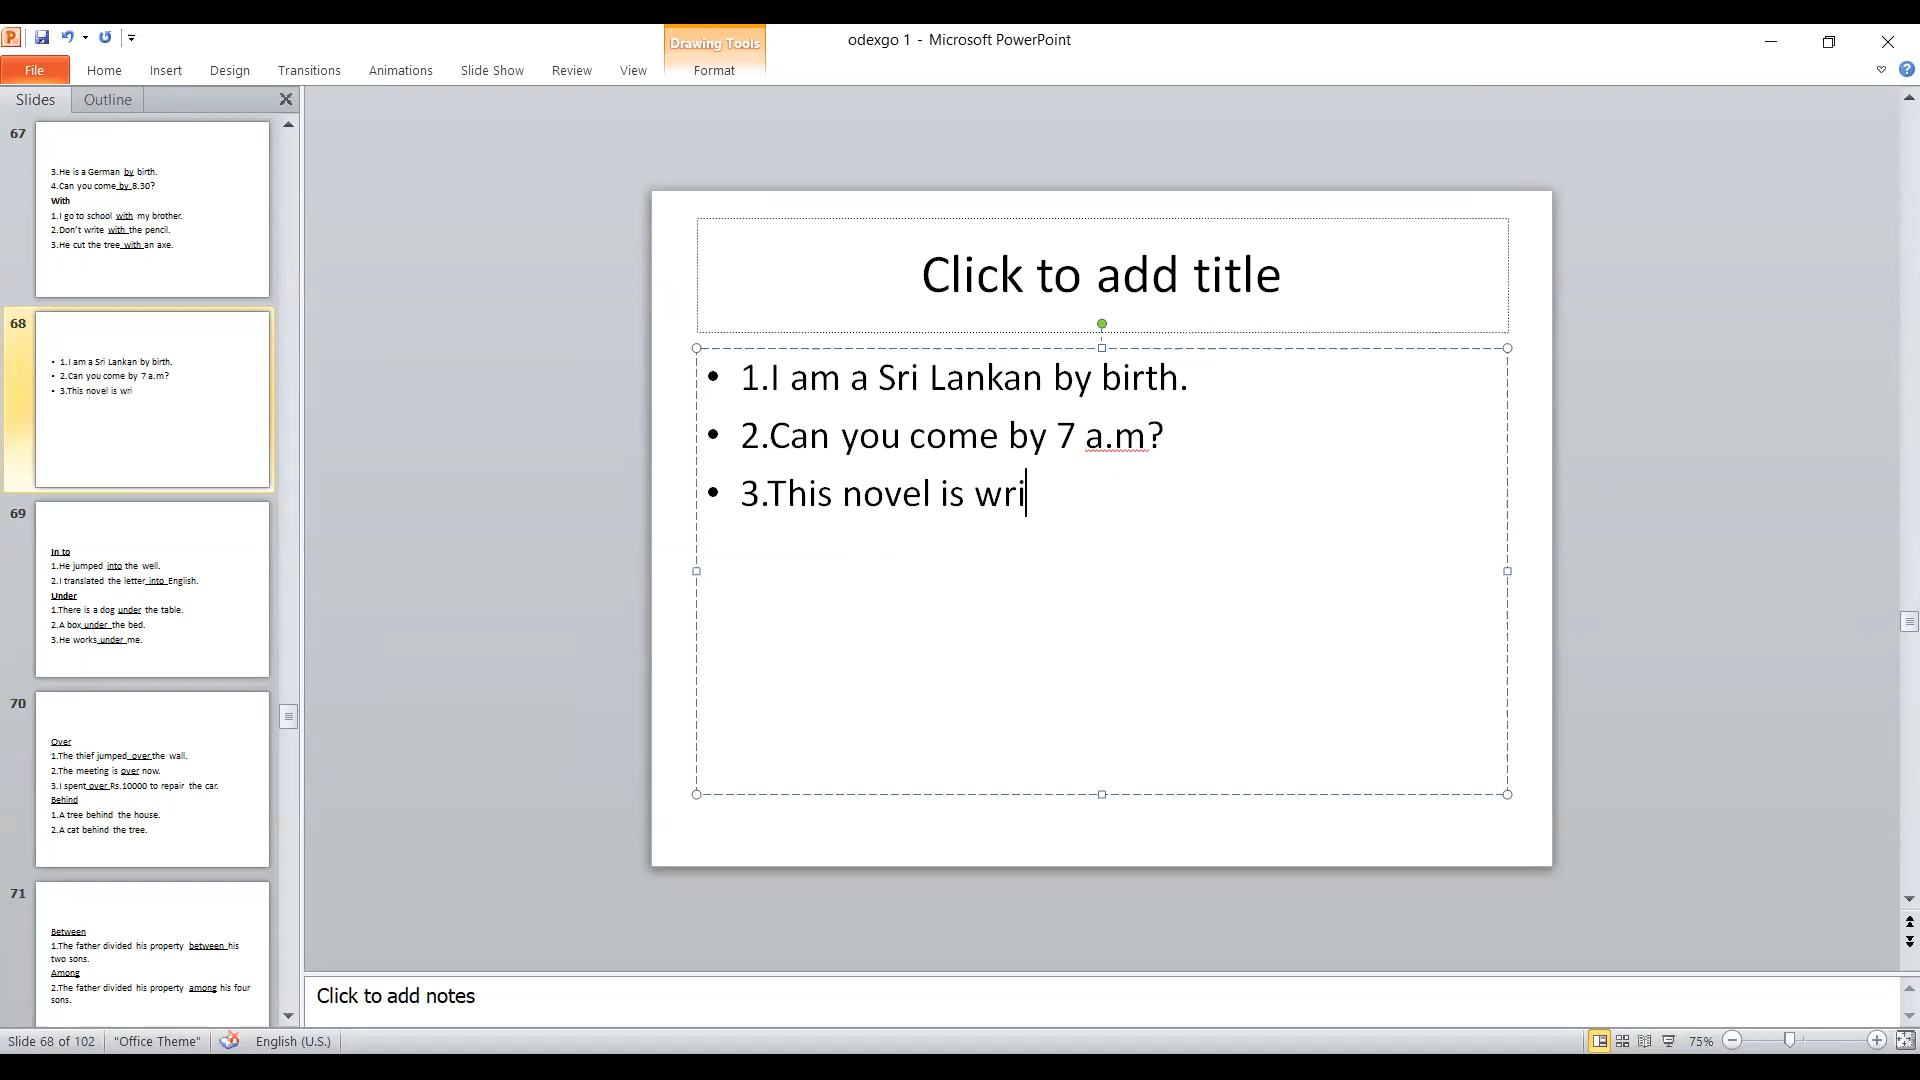 odexgo 1 - Microsoft PowerPoint
Drawing Tools
File Home Insert Design Transitions Animations Slide Show Review View Format
Slides Outline
67
3.He is a German by birth.
4.Can you come by 8.30?
With
1.I go to school with my brother.
2.Don't write with the pencil.
3.He cut the tree with an axe.
68
• 1.I am a Sri Lankan by birth.
• 2.Can you come by 7 a.m?
• 3.This novel is wri
69
In to
1.He jumped into the well.
2.I translated the letter into English.
Under
1.There is a dog under the table.
2.A box under the bed.
3.He works under me.
70
Over
1.The thief jumped over the wall.
2.The meeting is over now.
3.I spent over Rs.10000 to repair the car.
Behind
1.A tree behind the house.
2.A cat behind the tree.
71
Between
1.The father divided his property between his
two sons.
Among
2.The father divided his property among his four
sons.
Click to add title
• 1.I am a Sri Lankan by birth.
• 2.Can you come by 7 a.m?
• 3.This novel is wri
Click to add notes
Slide 68 of 102 "Office Theme" English (U.S.) 75%